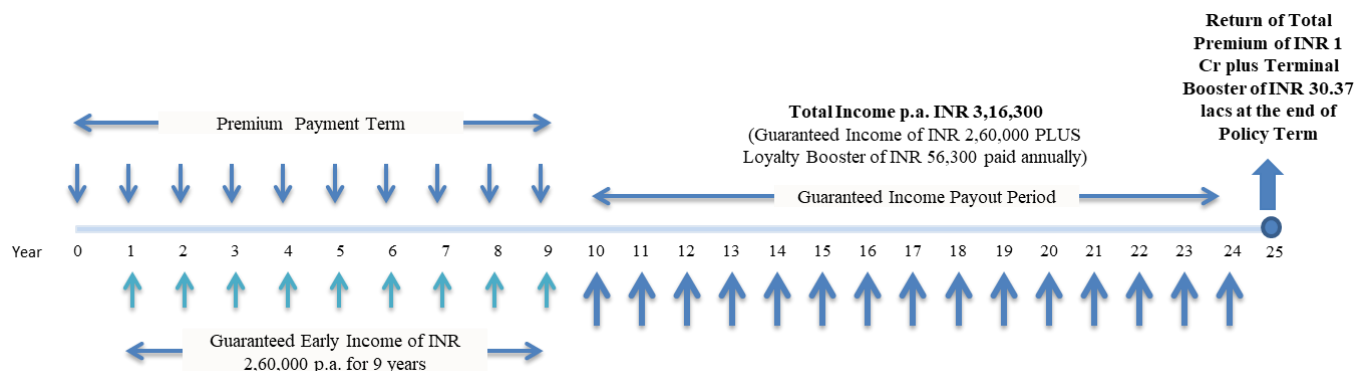 Return of Total
Premium of INR 1
Cr plus Terminal
Booster of INR 30.37
lacs at the end of
Policy Term
Total Income p.a. INR 3,16,300
(Guaranteed Income of INR 2,60,000 PLUS
Loyalty Booster of INR 56,300 paid annually)
Premium Payment Term
Guaranteed Income Payout Period
Year 0 1 2 3 4 5 6 7 8 9 10 11 12 13 14 15 16 17 18 19 20 21 22 23 24 25
Guaranteed Early Income of INR
2,60,000 p.a. for 9 years